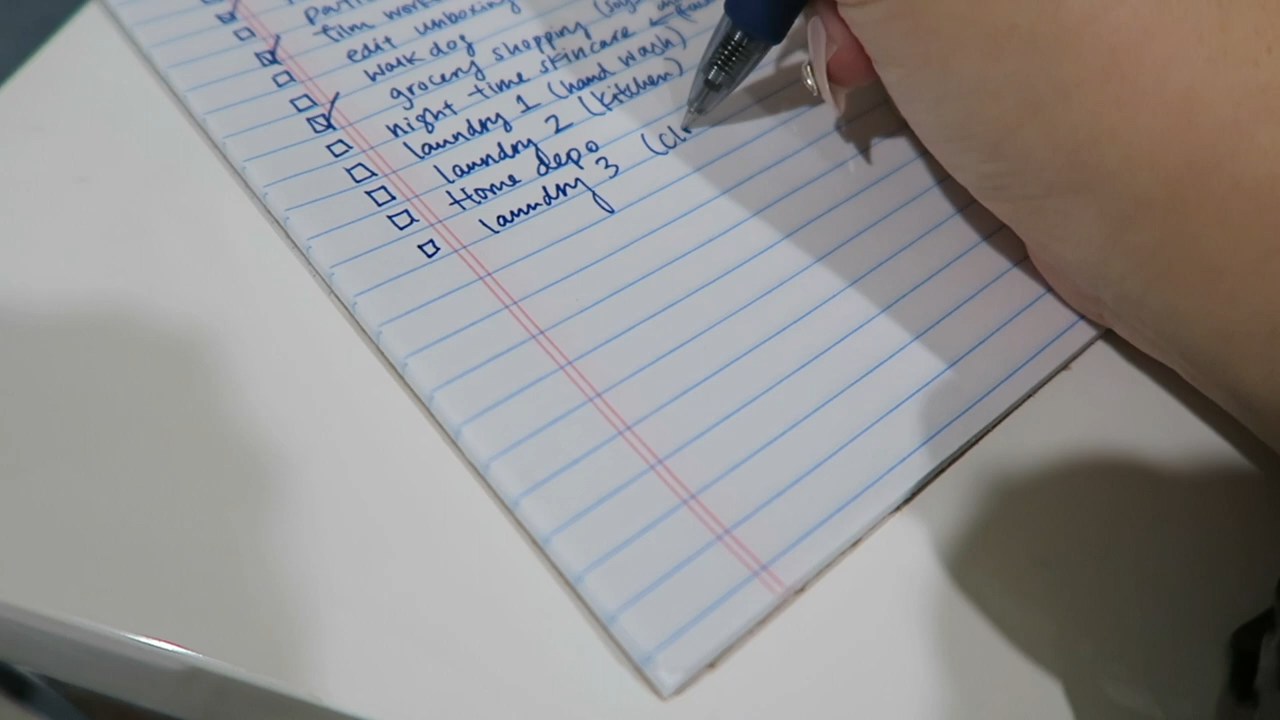 film work
edit unboxing
walk dog
grocery shopping
night time skincare ←
laundry 1 (hand wash)
laundry 2 (kitchen)
Home depo
laundry 3 (cl